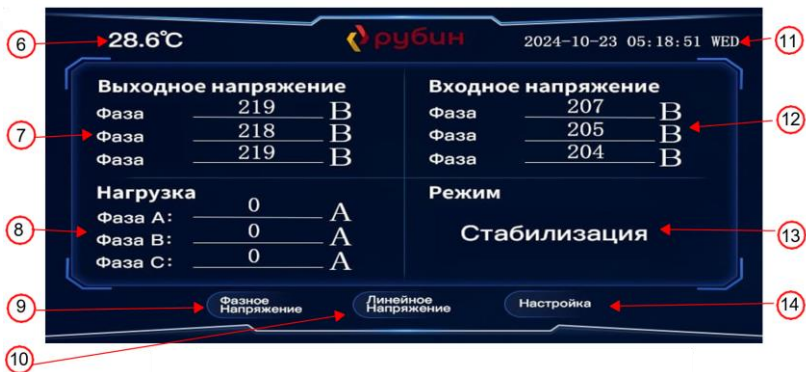 6 28.6℃ рубин 2024-10-23 05:18:51 WED 11
Выходное напряжение
Фаза 219 В
7 Фаза 218 В
Фаза 219 В
Входное напряжение
Фаза 207 В
Фаза 205 В 12
Фаза 204 В
Нагрузка
Фаза А: 0 А
8 Фаза В: 0 А
Фаза С: 0 А
Режим
Стабилизация 13
9 Фазное
Напряжение
10 Линейное
Напряжение
Настройка 14